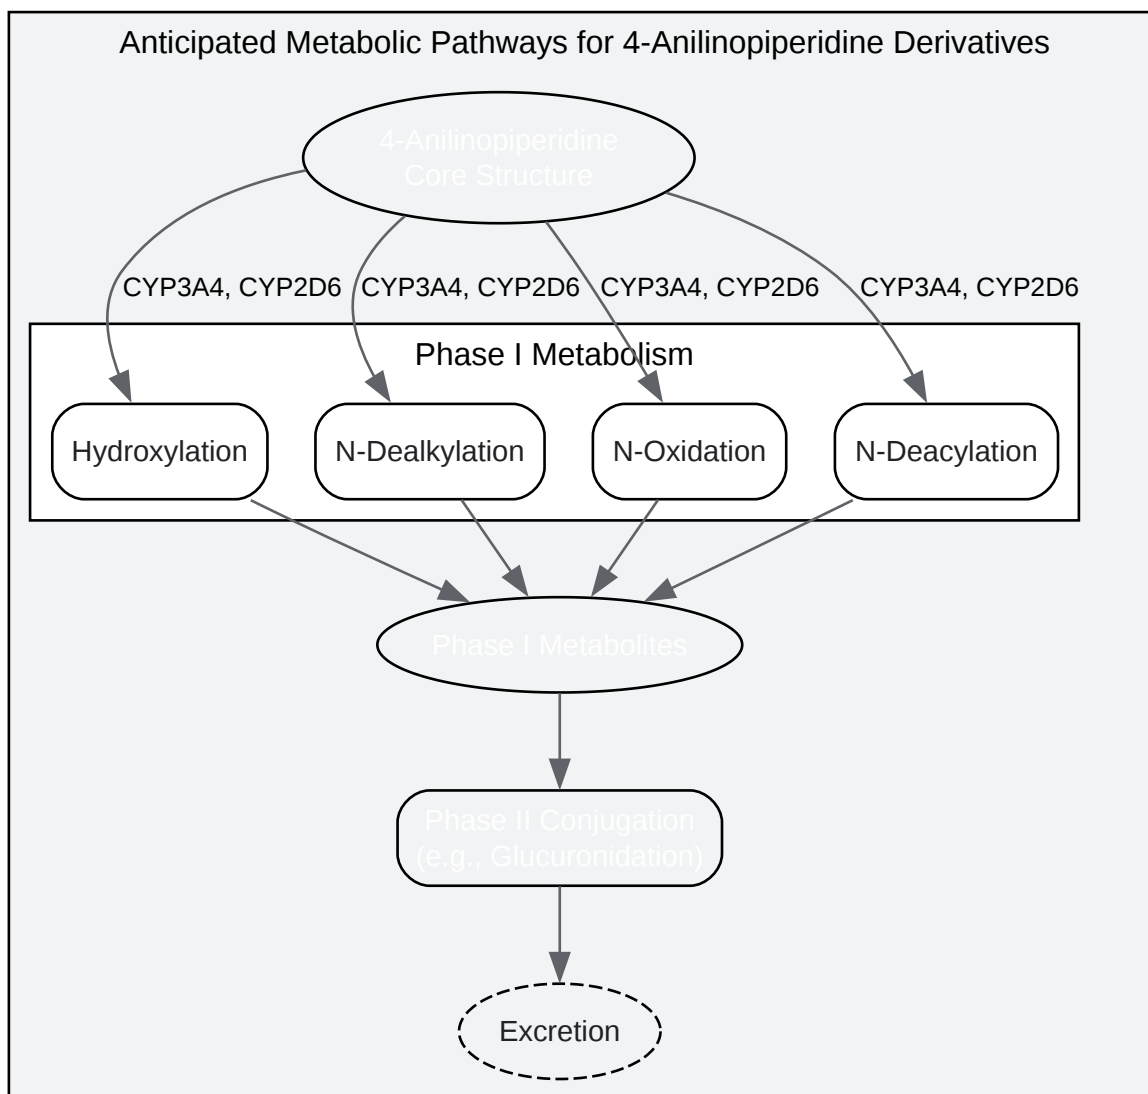 Anticipated Metabolic Pathways for 4-Anilinopiperidine Derivatives
4-Anilinopiperidine
Core Structure
CYP3A4, CYP2D6
CYP3A4, CYP2D6
CYP3A4, CYP2D6
CYP3A4, CYP2D6
Phase I Metabolism
Hydroxylation
N-Dealkylation
N-Oxidation
N-Deacylation
Phase I Metabolites
Phase II Conjugation
(e.g., Glucuronidation)
Excretion